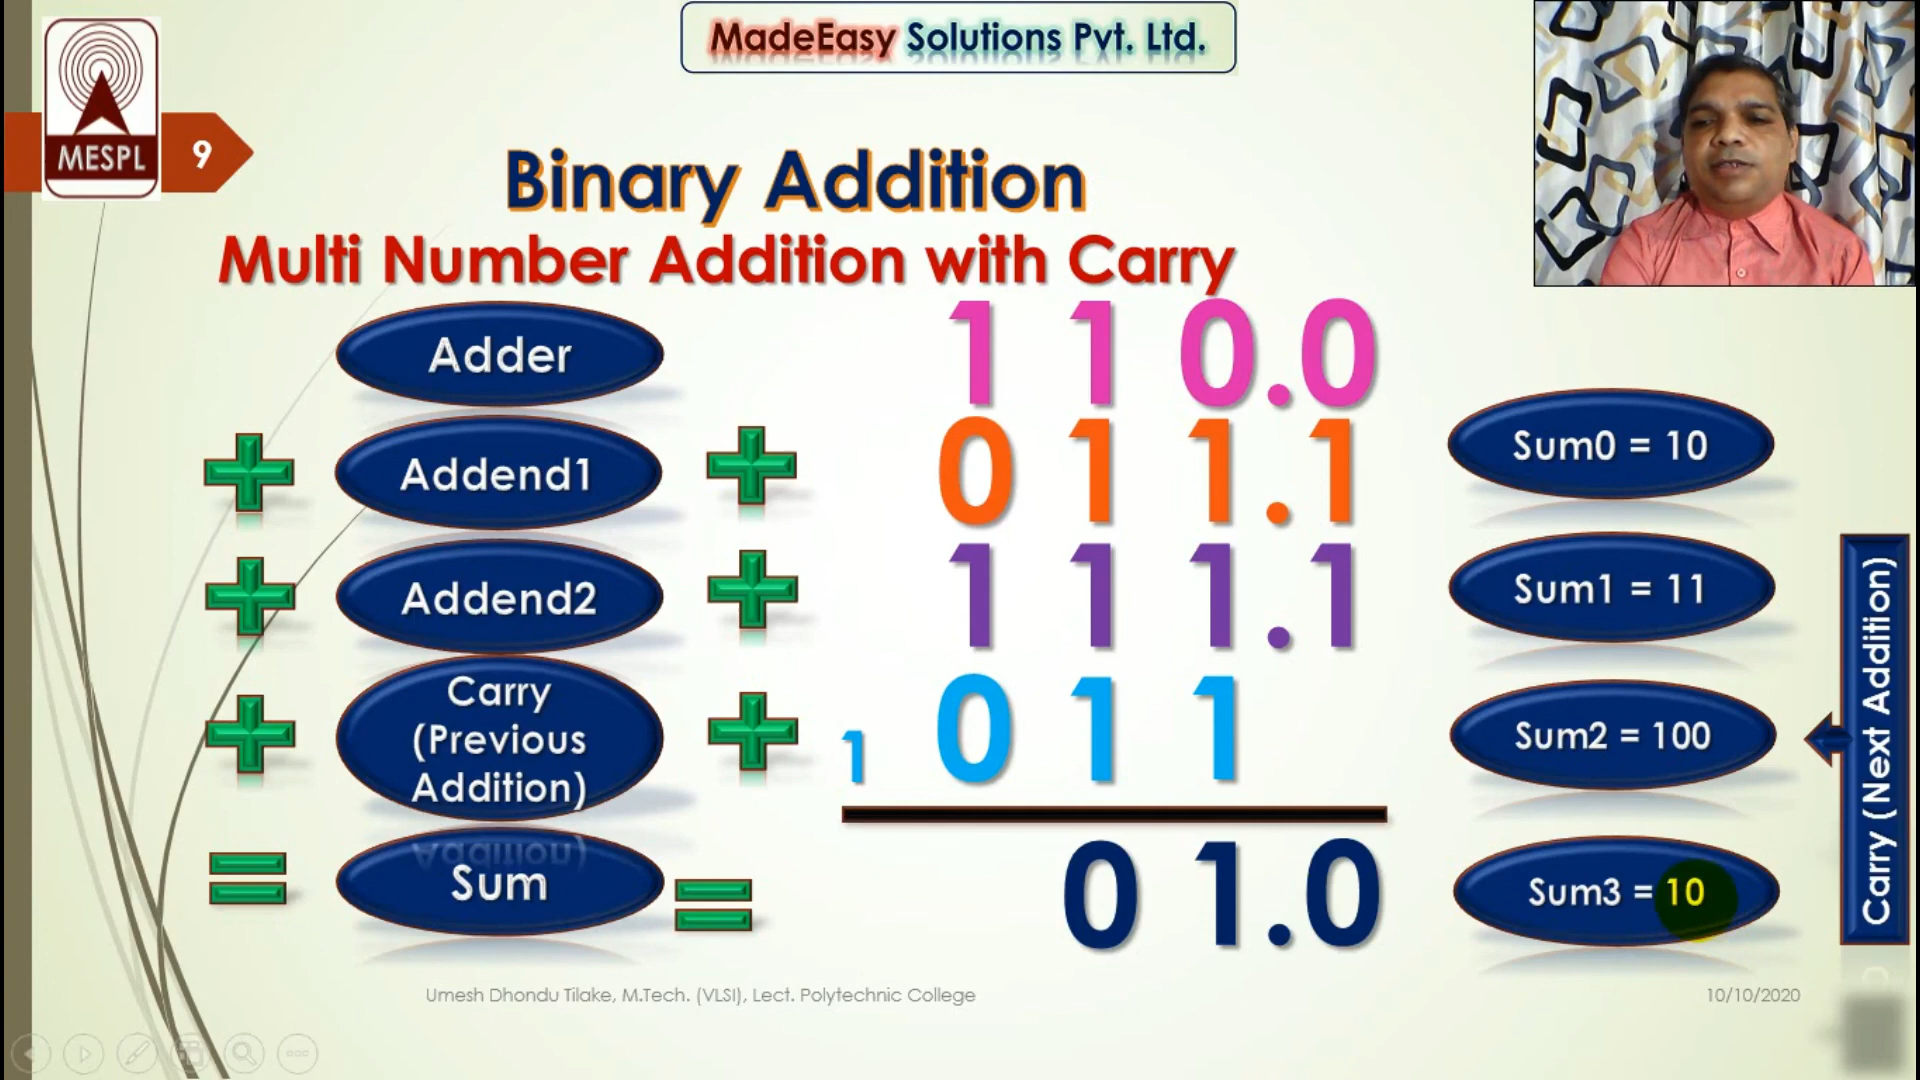 MadeEasy Solutions Pvt. Ltd.
MESPL
9
Binary Addition
Multi Number Addition with Carry
Adder
1 1 0.0
Addend1
0 1 1.1
Sum0 = 10
Addend2
1 1 1.1
Sum1 = 11
Carry
(Previous
Addition)
1 0 1 1
Sum2 = 100
Carry (Next Addition)
Sum
0 1.0
Sum3 = 10
Umesh Dhondu Tilake, M.Tech. (VLSI), Lect. Polytechnic College
10/10/2020